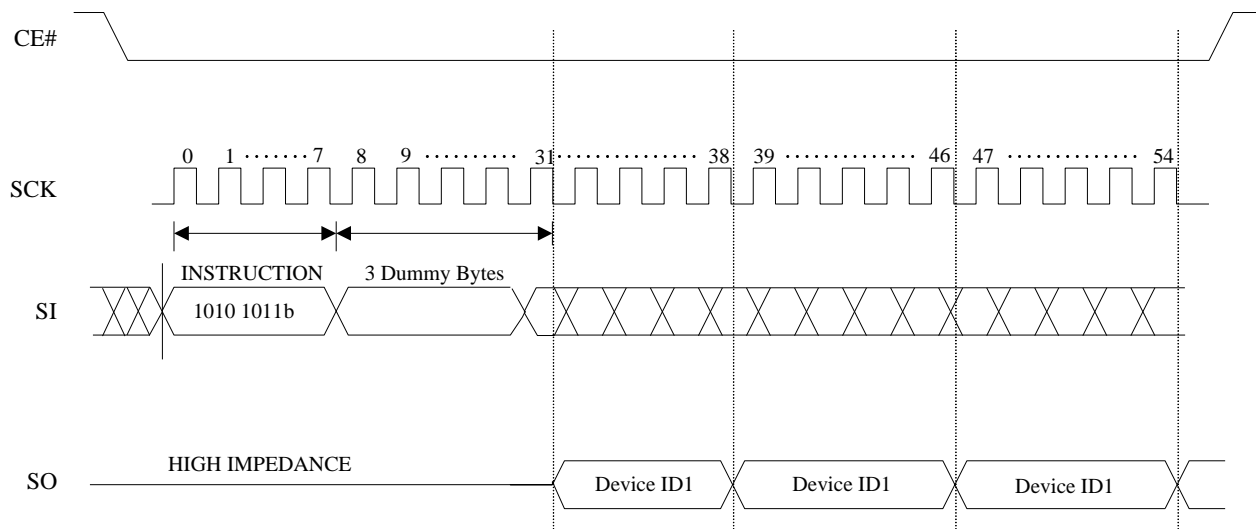 CE#
0 1 ······· 7 8 9 ········· 31 ················ 38 39 ·············· 46 47 ············ 54
SCK
INSTRUCTION 3 Dummy Bytes
SI 1010 1011b
HIGH IMPEDANCE
SO Device ID1 Device ID1 Device ID1